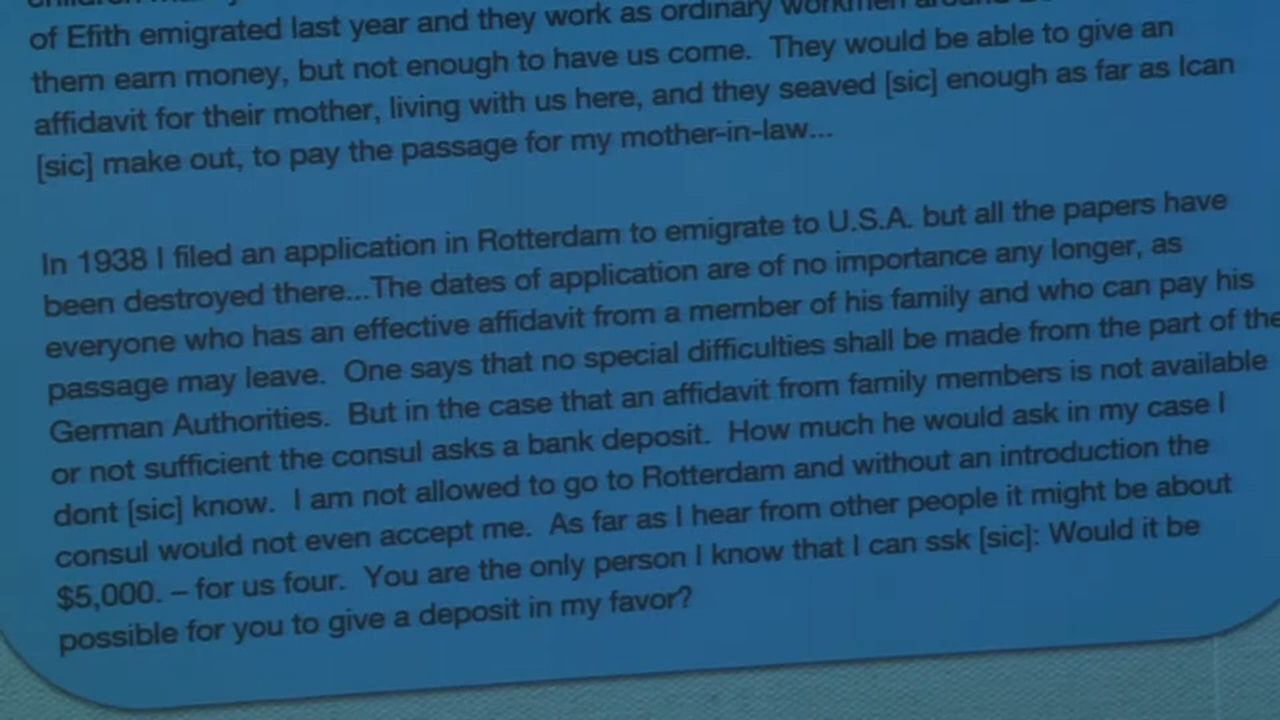 of Efith emigrated last year and they work as ordinary workmen
them earn money, but not enough to have us come. They would be able to give an
affidavit for their mother, living with us here, and they seaved [sic] enough as far as Ican
[sic] make out, to pay the passage for my mother-in-law...
In 1938 I filed an application in Rotterdam to emigrate to U.S.A. but all the papers have
been destroyed there...The dates of application are of no importance any longer, as
everyone who has an effective affidavit from a member of his family and who can pay his
passage may leave. One says that no special difficulties shall be made from the part of the
German Authorities. But in the case that an affidavit from family members is not available
or not sufficient the consul asks a bank deposit. How much he would ask in my case I
dont [sic] know. I am not allowed to go to Rotterdam and without an introduction the
consul would not even accept me. As far as I hear from other people it might be about
$5,000. – for us four. You are the only person I know that I can ssk [sic]: Would it be
possible for you to give a deposit in my favor?